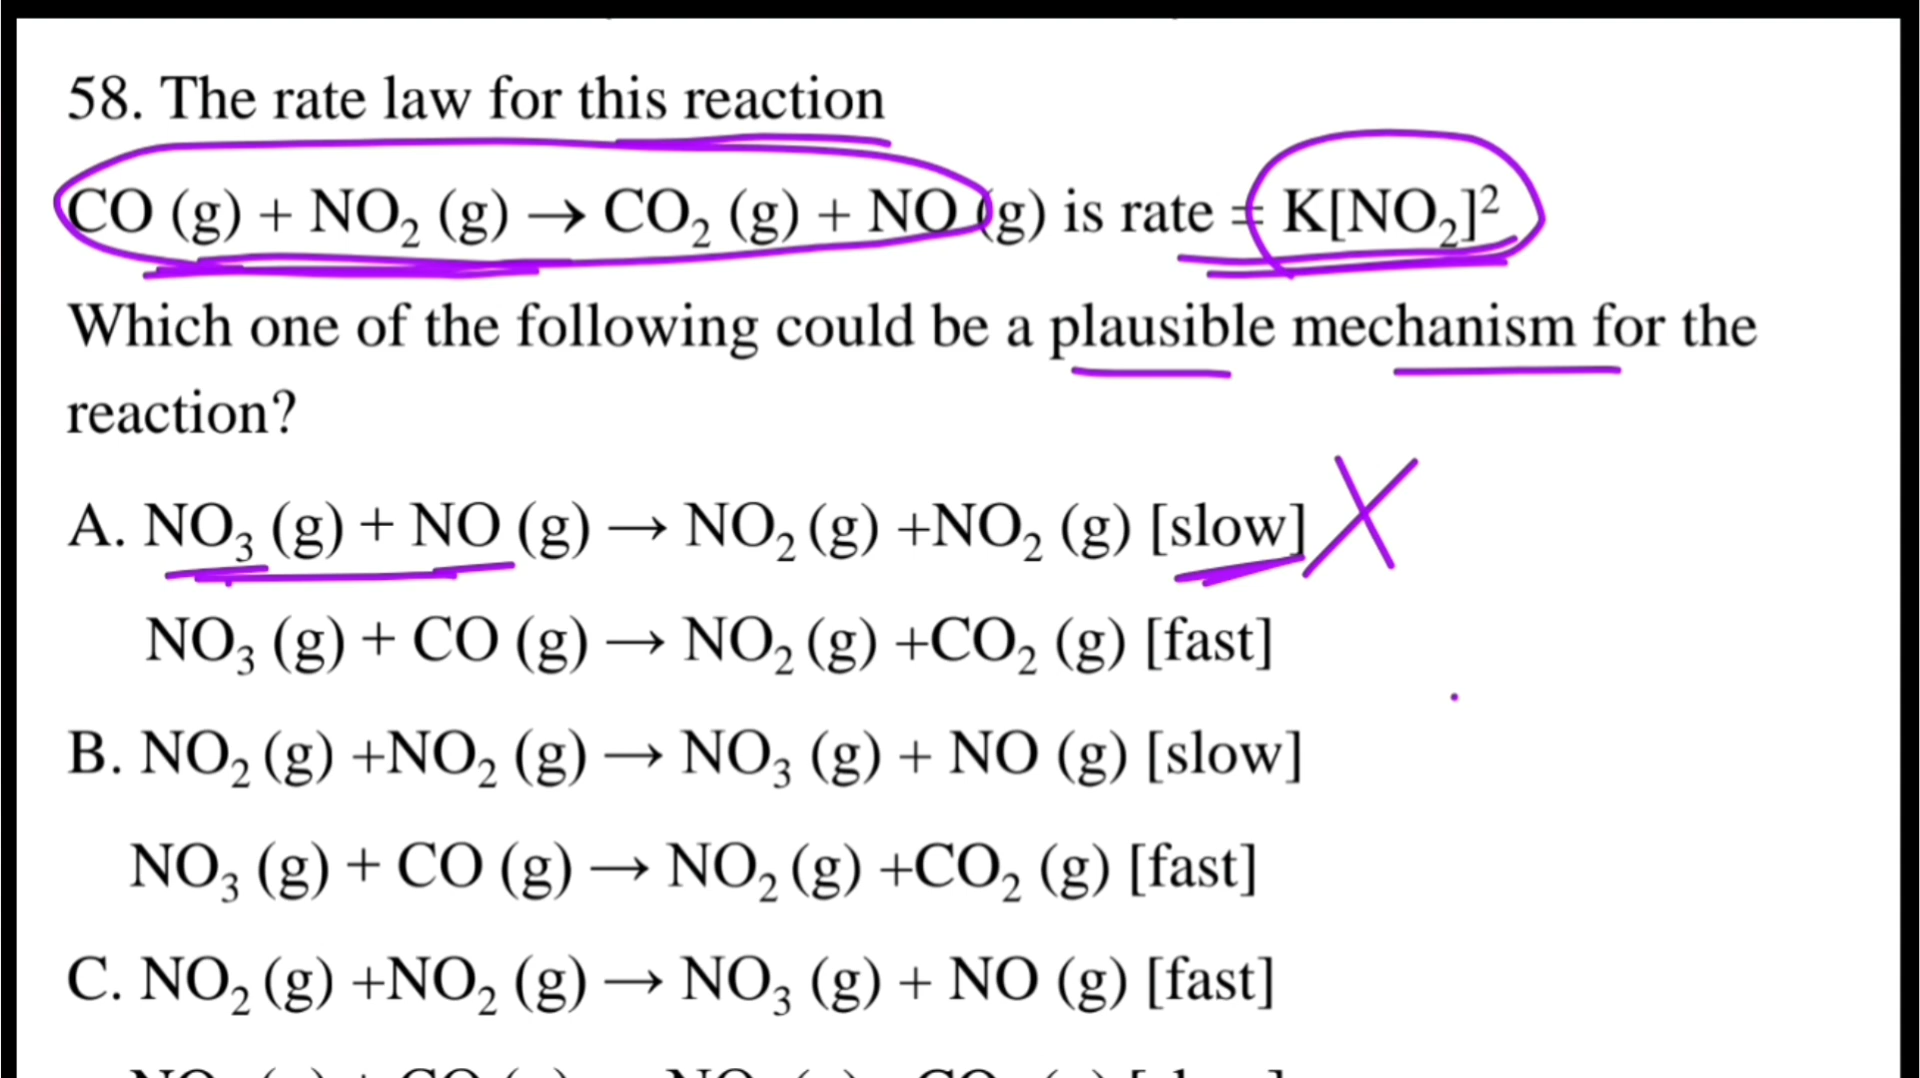 58. The rate law for this reaction
CO (g) + NO₂ (g) → CO₂ (g) + NO (g) is rate = K[NO₂]²
Which one of the following could be a plausible mechanism for the
reaction?
A. NO₃ (g) + NO (g) → NO₂ (g) +NO₂ (g) [slow]
NO₃ (g) + CO (g) → NO₂ (g) +CO₂ (g) [fast]
B. NO₂ (g) +NO₂ (g) → NO₃ (g) + NO (g) [slow]
NO₃ (g) + CO (g) → NO₂ (g) +CO₂ (g) [fast]
C. NO₂ (g) +NO₂ (g) → NO₃ (g) + NO (g) [fast]